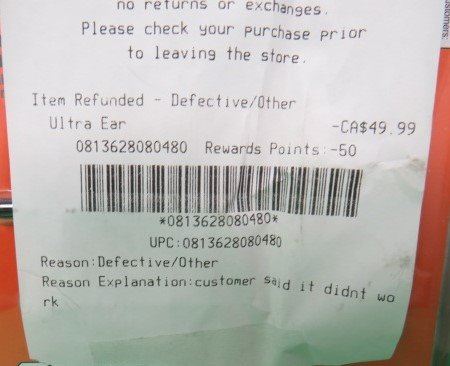 no returns or exchanges.
Please check your purchase prior
to leaving the store.
Item Refunded - Defective/Other
Ultra Ear -CA$49.99
0813628080480 Rewards Points:-50
*0813628080480*
UPC:0813628080480
Reason:Defective/Other
Reason Explanation:customer said it didnt wo
rk
customers